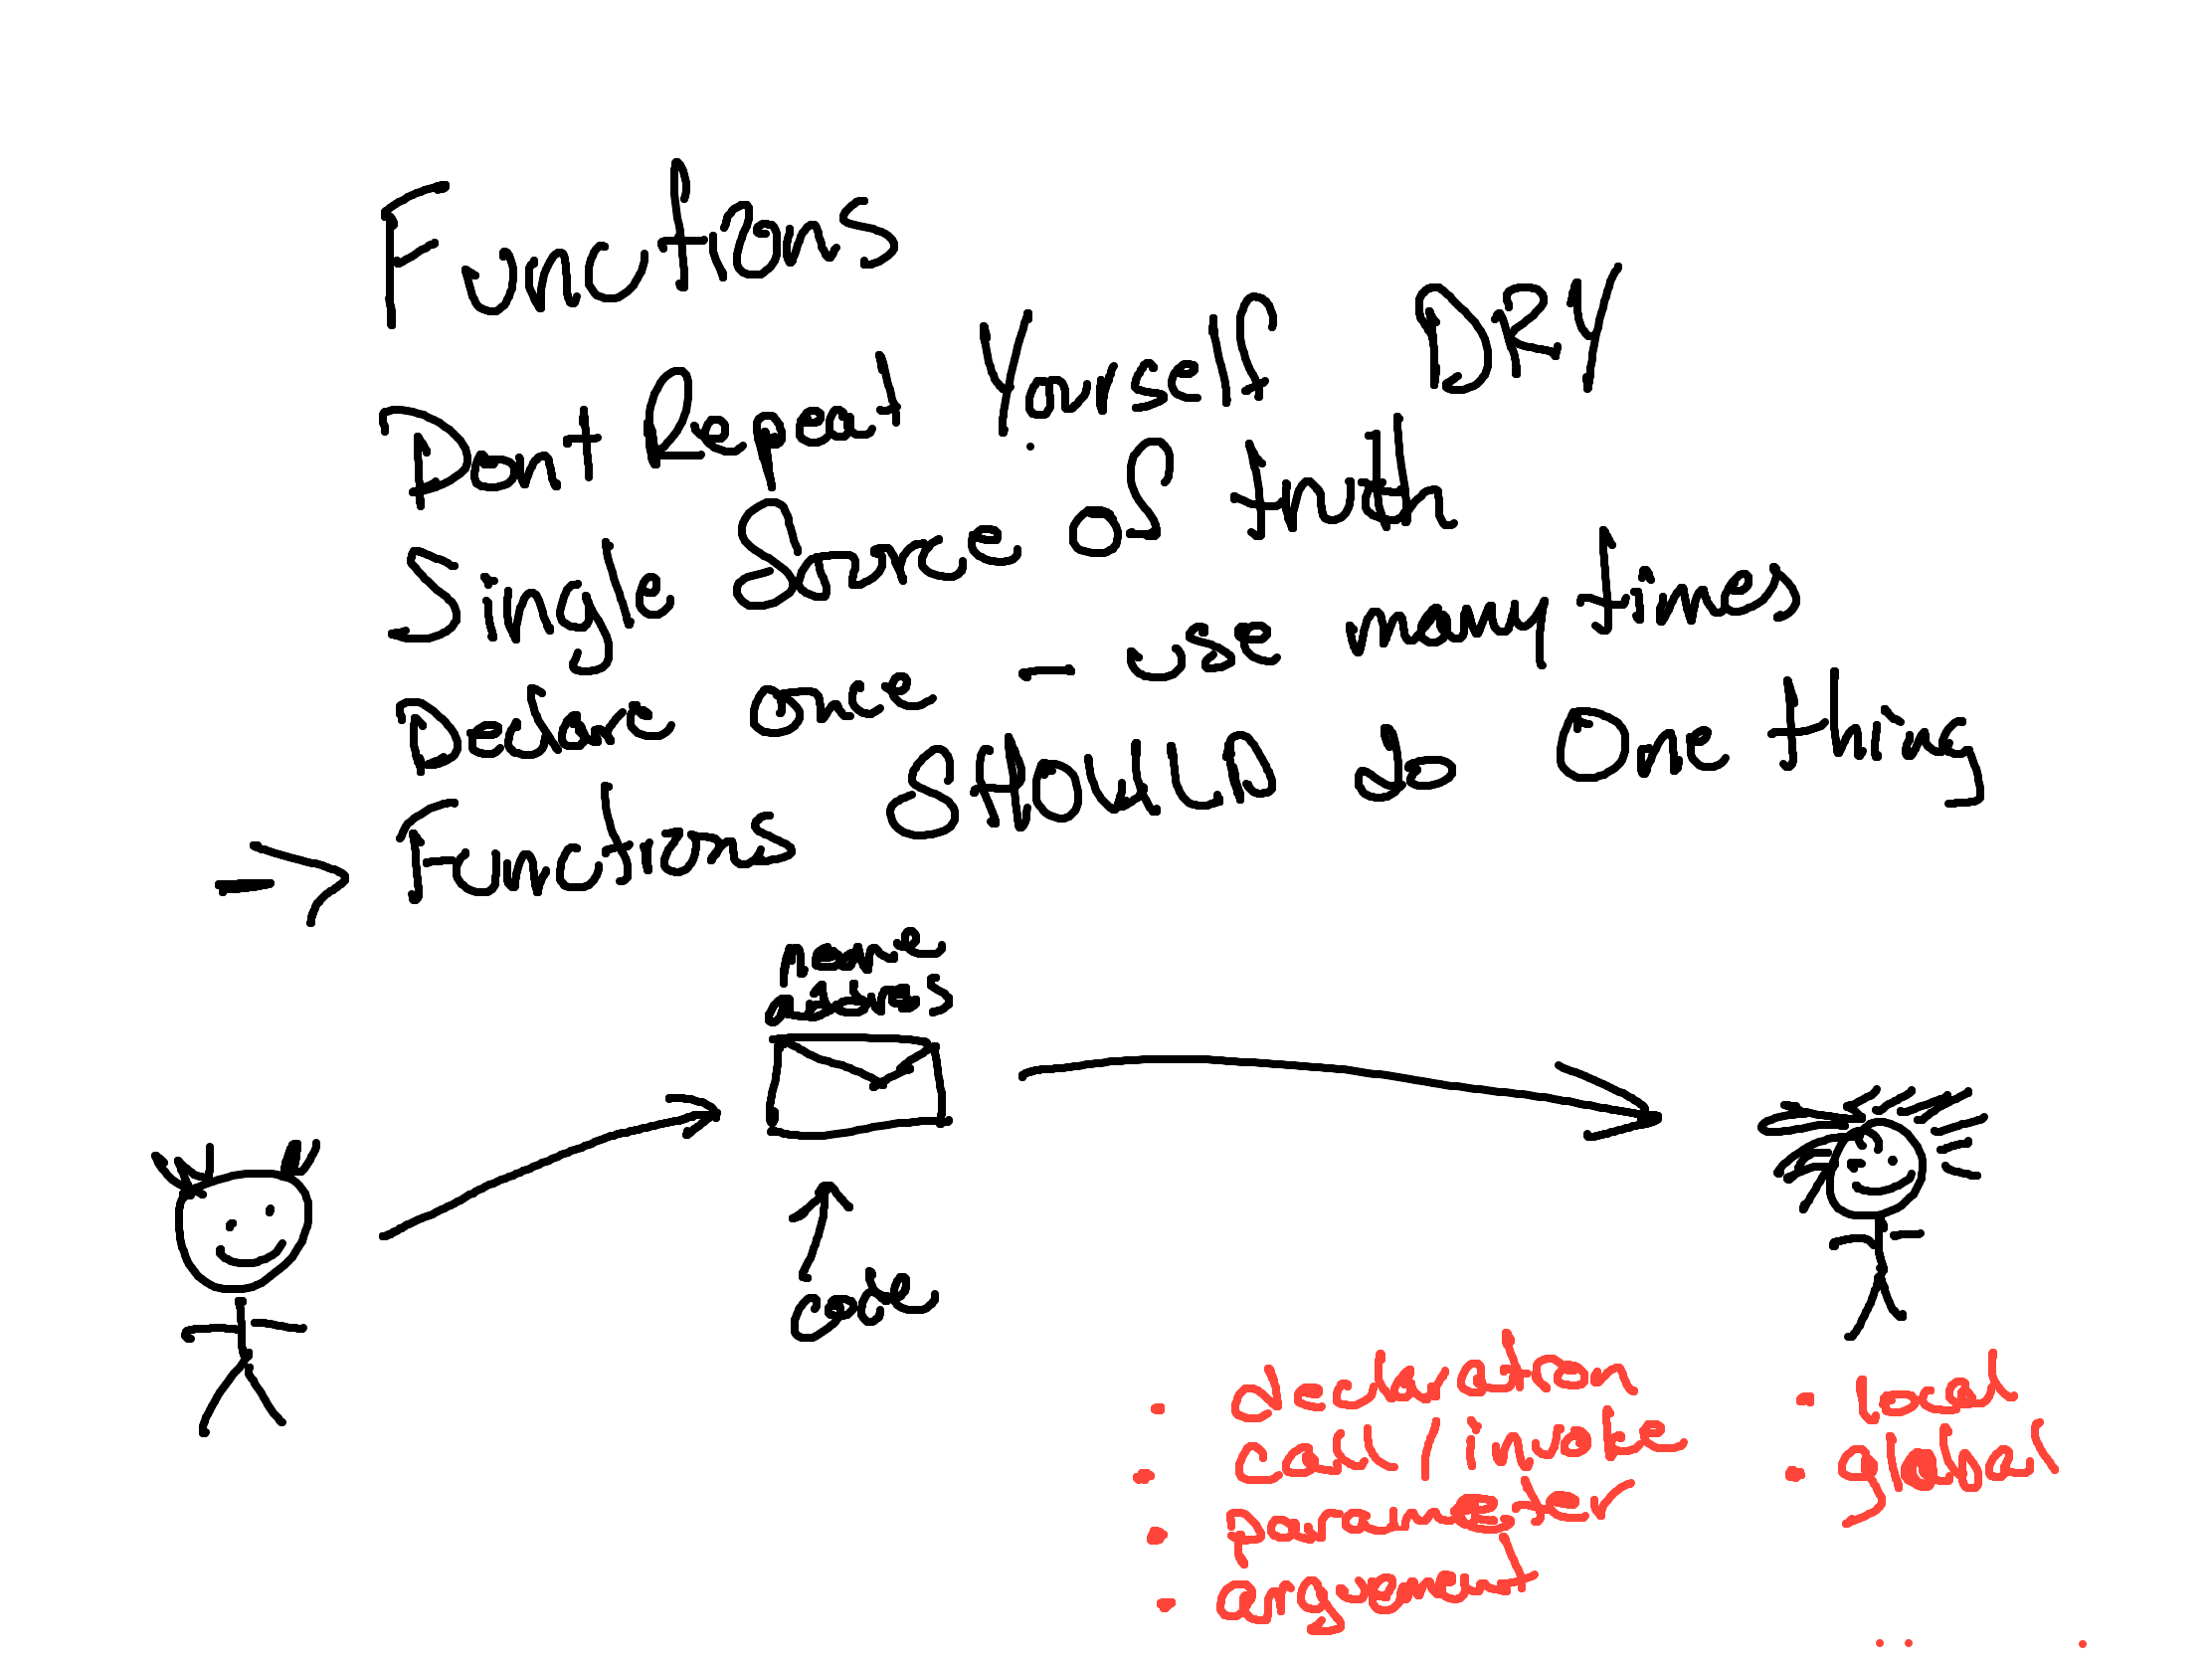 Functions
Dont Repeat Yourself DRY
Single Source of truth
Declare once - use many times
-> Functions SHOULD do One thing
name
address
code
· declaration
· call / invoke
· parameter
· argument
· local
· global